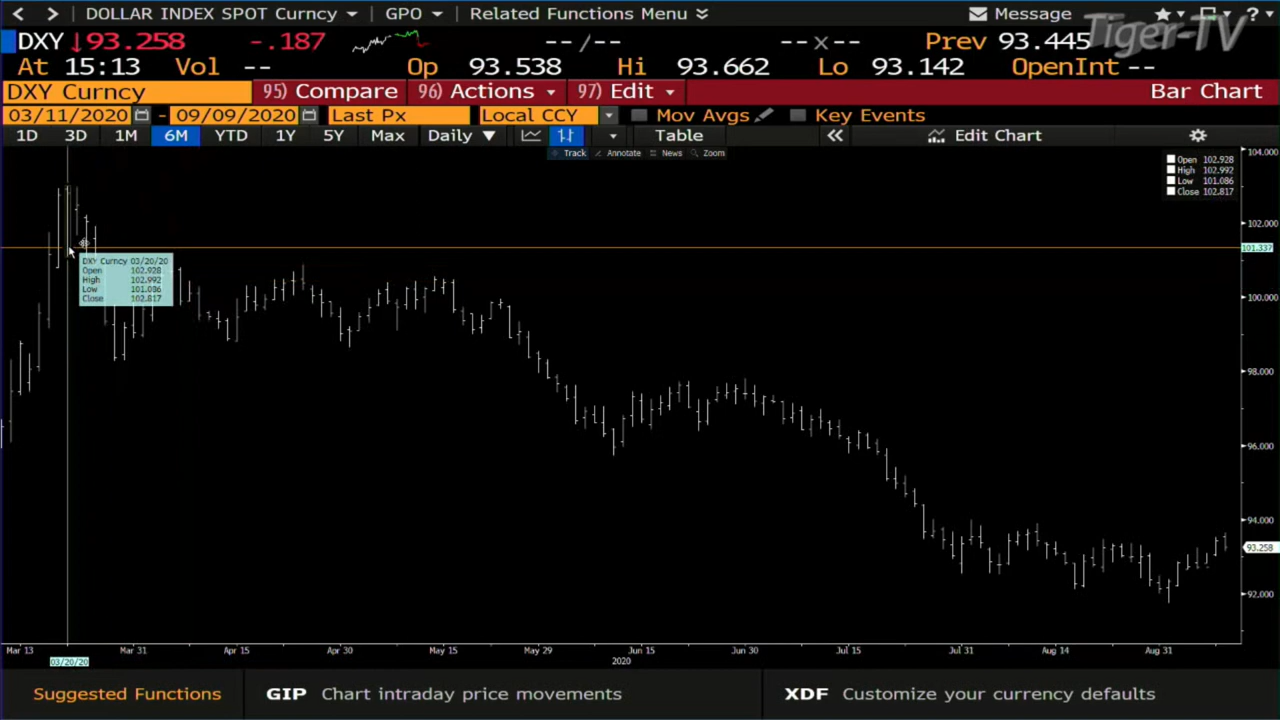 DOLLAR INDEX SPOT Curncy GPO Related Functions Menu Message ?
Tiger-TV
DXY ↓93.258 -.187 --/-- --x-- Prev 93.445
At 15:13 Vol -- Op 93.538 Hi 93.662 Lo 93.142 OpenInt --
DXY Curncy 95) Compare 96) Actions 97) Edit Bar Chart
03/11/2020 - 09/09/2020 Last Px Local CCY Mov Avgs Key Events
1D 3D 1M 6M YTD 1Y 5Y Max Daily ▼ Table « Edit Chart
Track Annotate News Zoom
104.000
Open 102.928
High 102.992
Low 101.086
Close 102.817
102.000
101.337
DXY Curncy 03/20/20
Open 102.928
High 102.992
Low 101.086
Close 102.817
100.000
98.000
96.000
94.000
93.258
92.000
Mar 13 Mar 31 Apr 15 Apr 30 May 15 May 29 Jun 15 Jun 30 Jul 15 Jul 31 Aug 14 Aug 31
03/20/20 2020
Suggested Functions GIP Chart intraday price movements XDF Customize your currency defaults